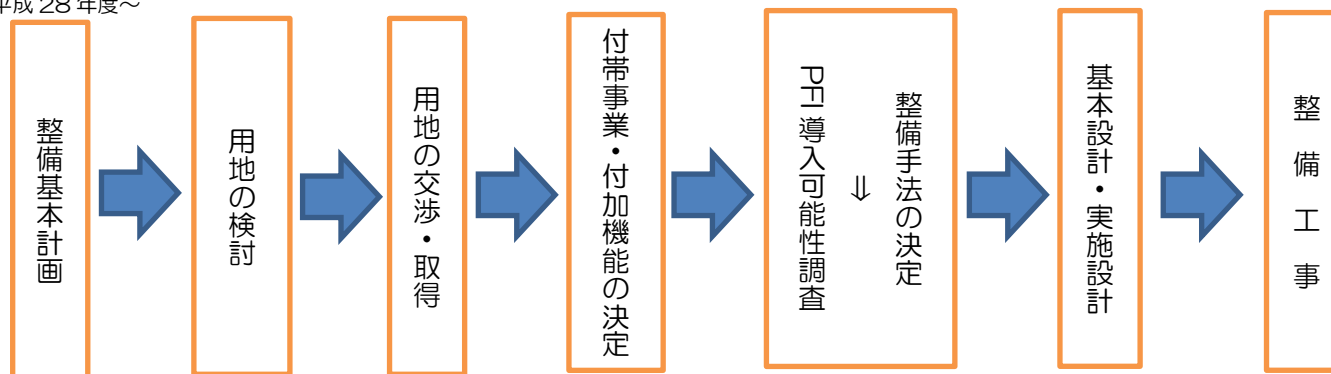 平成28年度～
整備基本計画
用地の検討
用地の交渉・取得
付帯事業・付加機能の決定
PFI導入可能性調査
⇓
整備手法の決定
基本設計・実施設計
整備工事